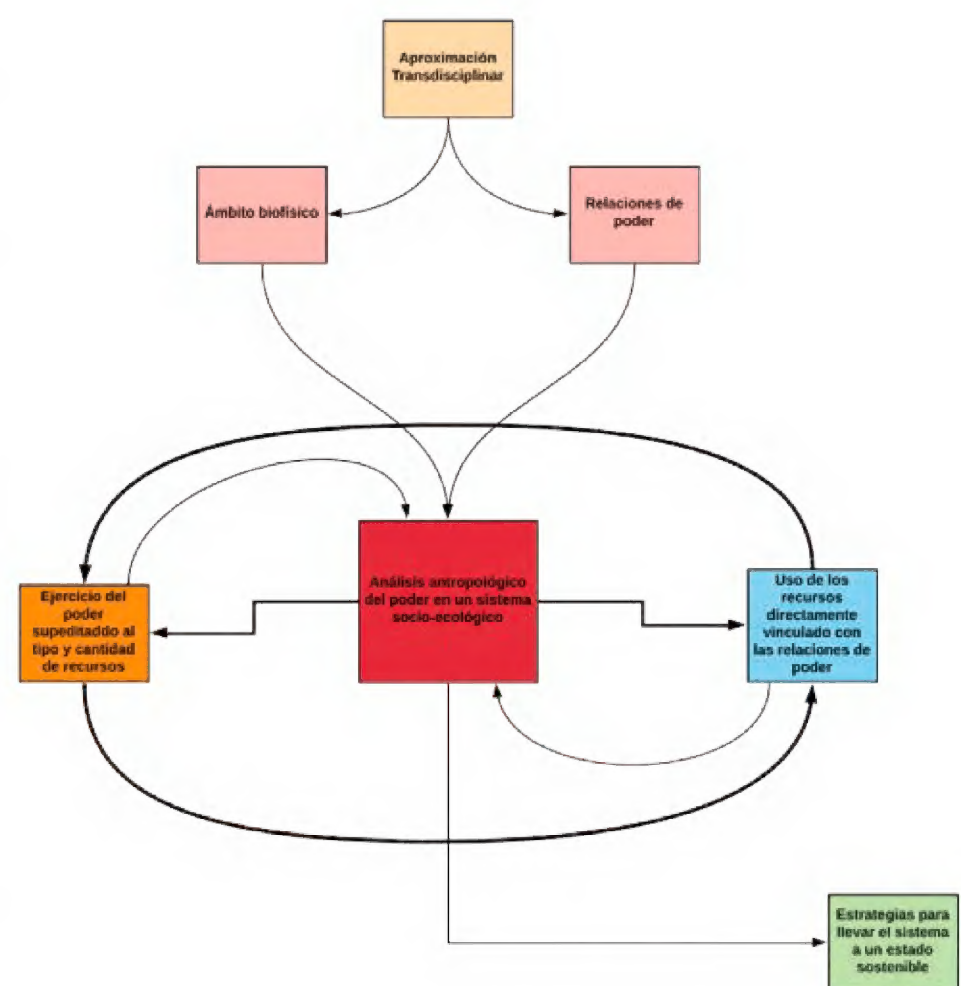 Aproximación
Transdisciplinar
Ámbito biofísico
Relaciones de
poder
Análisis antropológico
del poder en un sistema
socio-ecológico
Ejercicio del
poder
supeditaddo al
tipo y cantidad
de recursos
Uso de los
recursos
directamente
vinculado con
las relaciones de
poder
Estrategias para
llevar el sistema
a un estado
sostenible